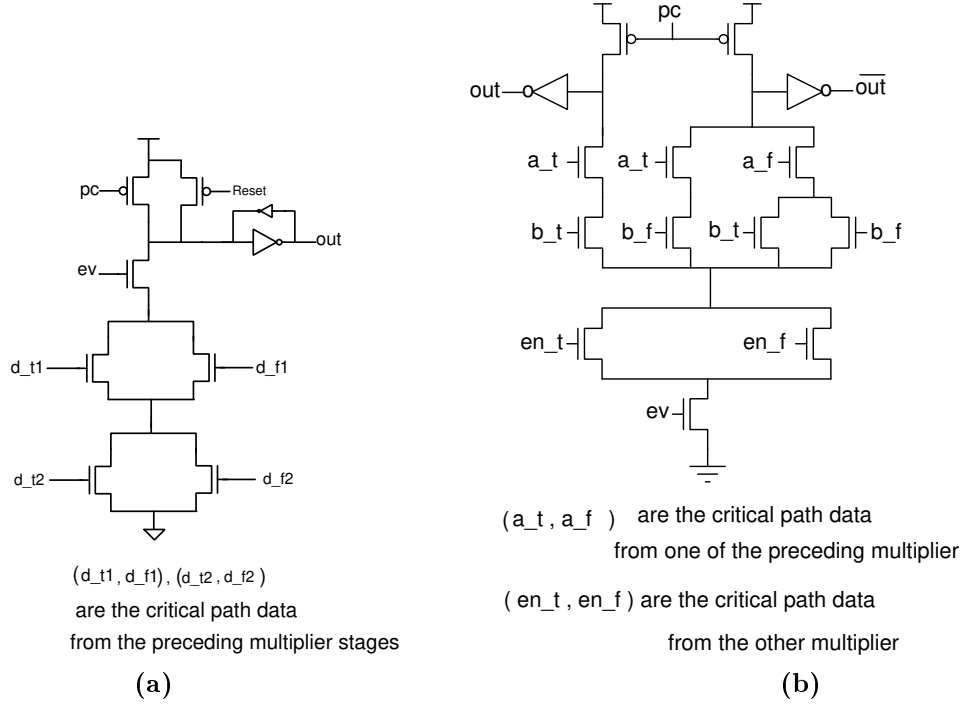 pc
Reset
out
ev
d_t1
d_f1
d_t2
d_f2
(d_t1, d_f1), (d_t2, d_f2)
are the critical path data
from the preceding multiplier stages
(a)
pc
out
out
a_t
a_t
a_f
b_t
b_f
b_t
b_f
en_t
en_f
ev
(a_t, a_f) are the critical path data
from one of the preceding multiplier
(en_t, en_f) are the critical path data
from the other multiplier
(b)